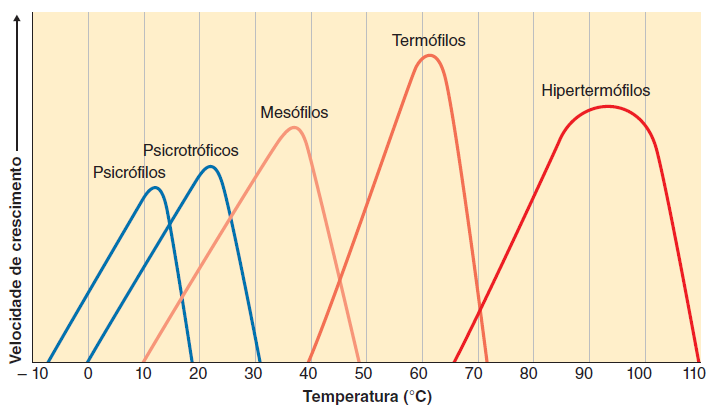 Termófilos
Hipertermófilos
Mesófilos
Psicrotróficos
Psicrófilos
Velocidade de crescimento
– 10 0 10 20 30 40 50 60 70 80 90 100 110
Temperatura (°C)